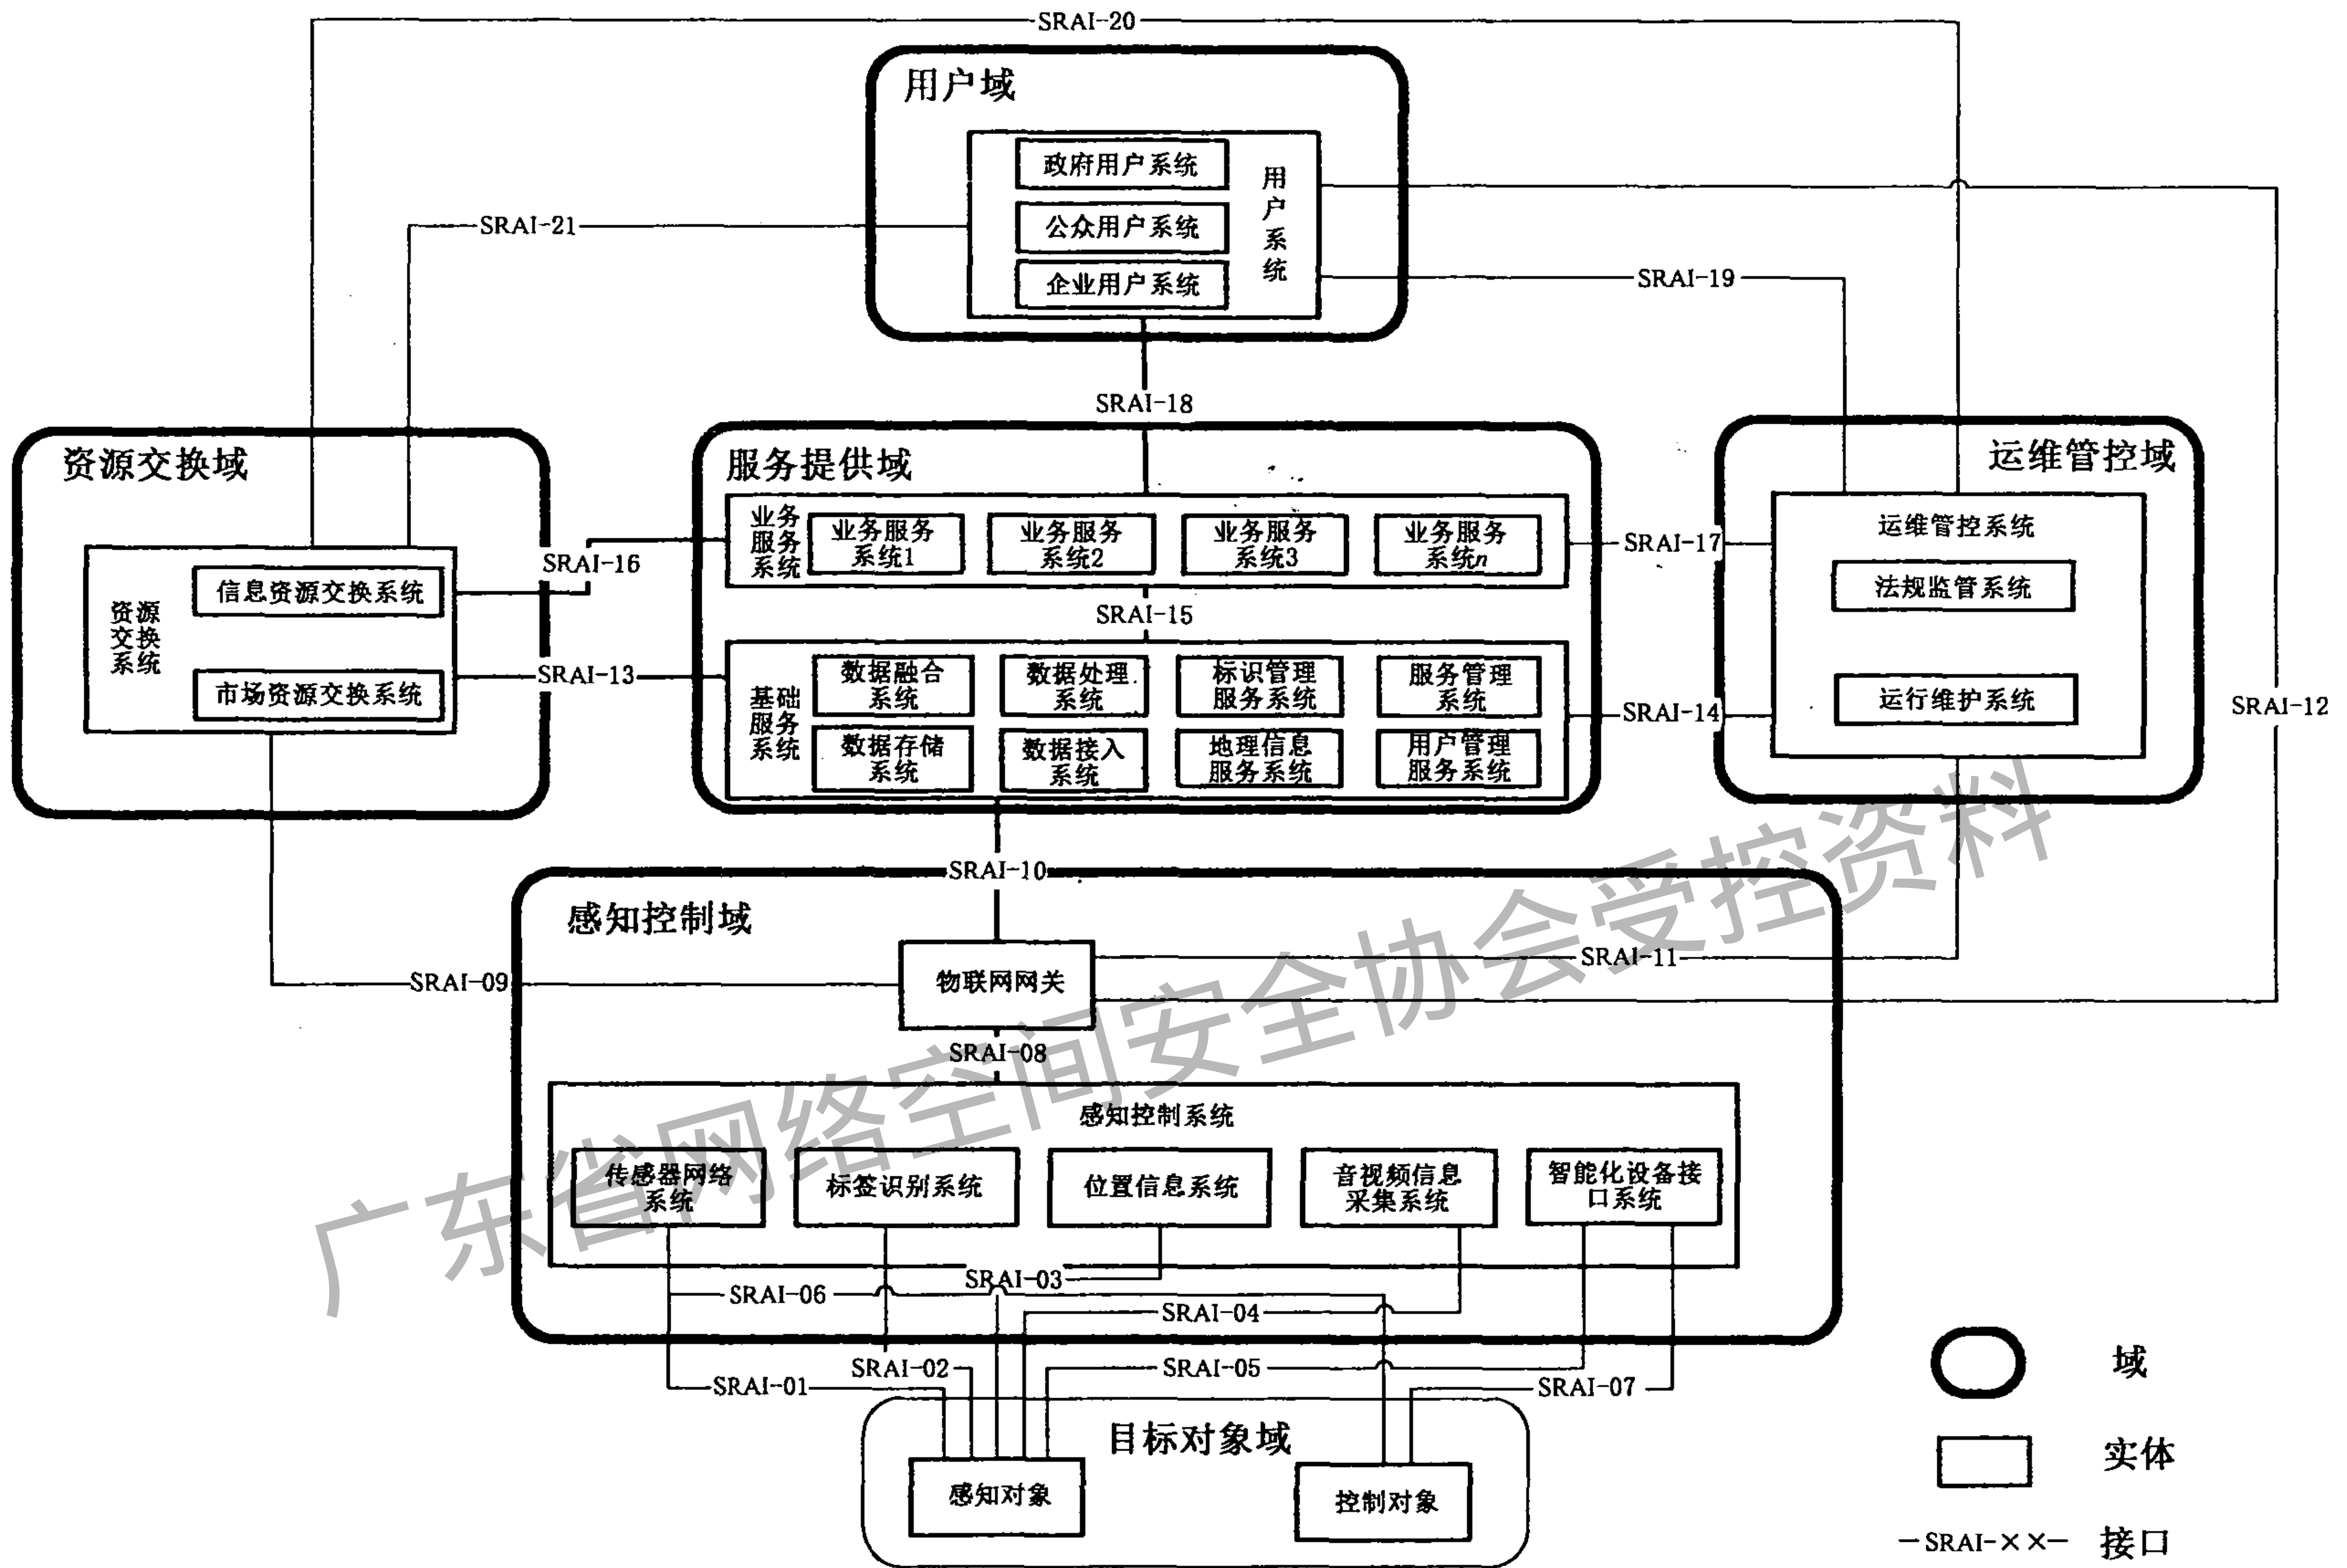 SRAI-20
用户域
政府用户系统
公众用户系统
企业用户系统
用户系统
SRAI-21
SRAI-19
SRAI-18
资源交换域
资源
交换
系统
信息资源交换系统
市场资源交换系统
SRAI-16
SRAI-13
服务提供域
业务
服务
系统
业务服务
系统1
业务服务
系统2
业务服务
系统3
业务服务
系统n
SRAI-15
基础
服务
系统
数据融合
系统
数据处理
系统
标识管理
服务系统
服务管理
系统
数据存储
系统
数据接入
系统
地理信息
服务系统
用户管理
服务系统
SRAI-17
SRAI-14
运维管控域
运维管控系统
法规监管系统
运行维护系统
SRAI-12
SRAI-10
感知控制域
物联网网关
SRAI-09
SRAI-11
SRAI-08
感知控制系统
传感器网络
系统
标签识别系统
位置信息系统
音视频信息
采集系统
智能化设备接
口系统
SRAI-03
SRAI-06
SRAI-04
SRAI-02
SRAI-05
SRAI-01
SRAI-07
目标对象域
感知对象
控制对象
域
实体
SRAI-××
接口
广东省网络空间安全协会受控资料